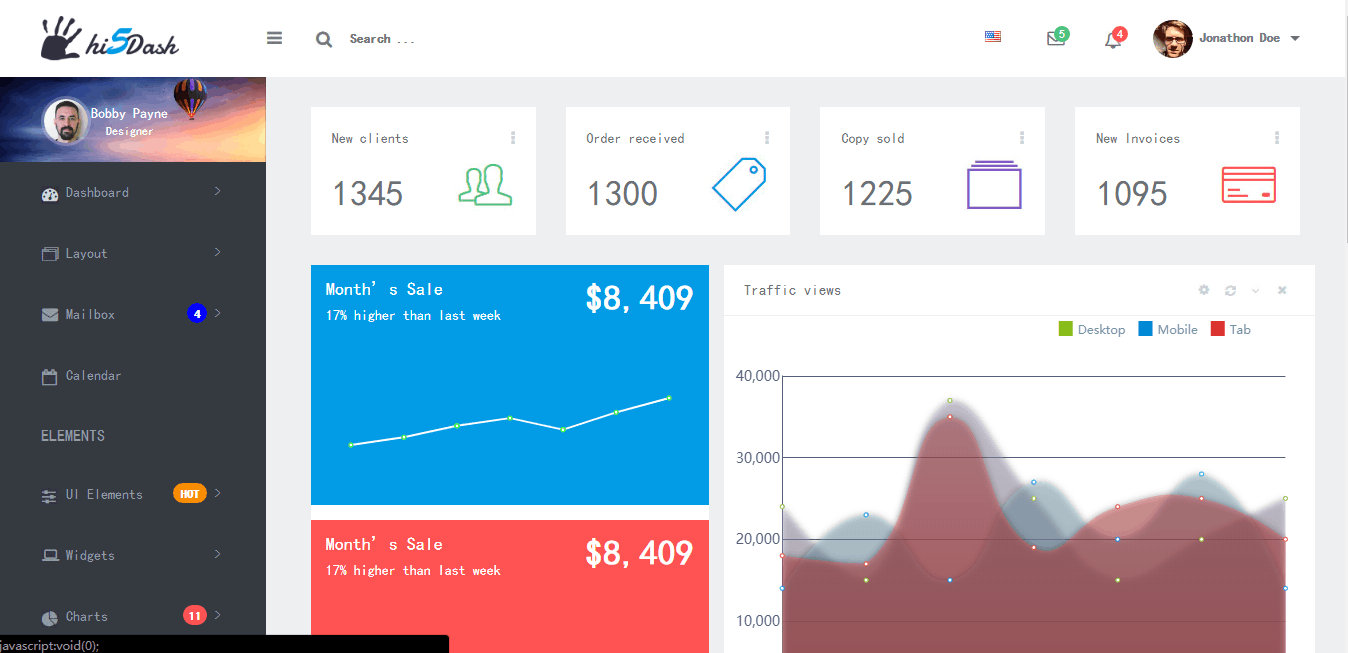 hi5Dash
Search ...
5
4
Jonathon Doe
Bobby Payne
Designer
Dashboard
Layout
Mailbox
4
Calendar
ELEMENTS
UI Elements
HOT
Widgets
Charts
11
javascript:void(0);
New clients
1345
Order received
1300
Copy sold
1225
New Invoices
1095
Month's Sale
$8,409
17% higher than last week
Month's Sale
$8,409
17% higher than last week
Traffic views
Desktop Mobile Tab
40,000
30,000
20,000
10,000